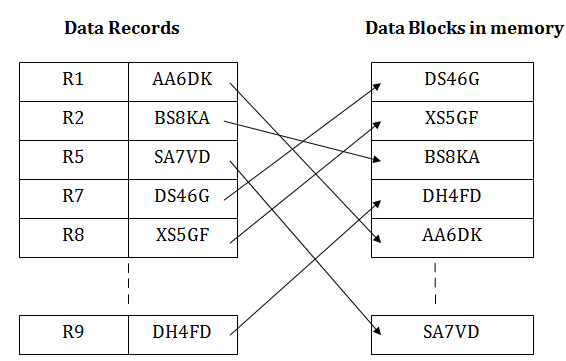 Data Records
Data Blocks in memory
R1 AA6DK
R2 BS8KA
R5 SA7VD
R7 DS46G
R8 XS5GF
R9 DH4FD
DS46G
XS5GF
BS8KA
DH4FD
AA6DK
SA7VD